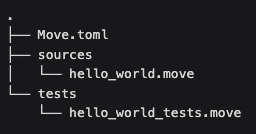 .
├── Move.toml
├── sources
│   └── hello_world.move
└── tests
    └── hello_world_tests.move